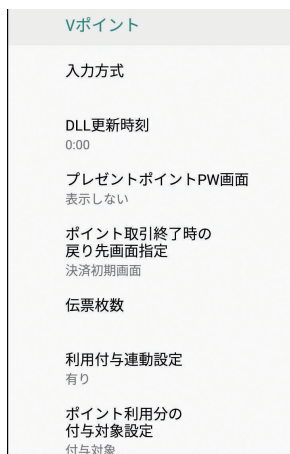 Vポイント
入力方式
DLL更新時刻
0:00
プレゼントポイントPW画面
表示しない
ポイント取引終了時の
戻り先画面指定
決済初期画面
伝票枚数
利用付与連動設定
有り
ポイント利用分の
付与対象設定
付与対象